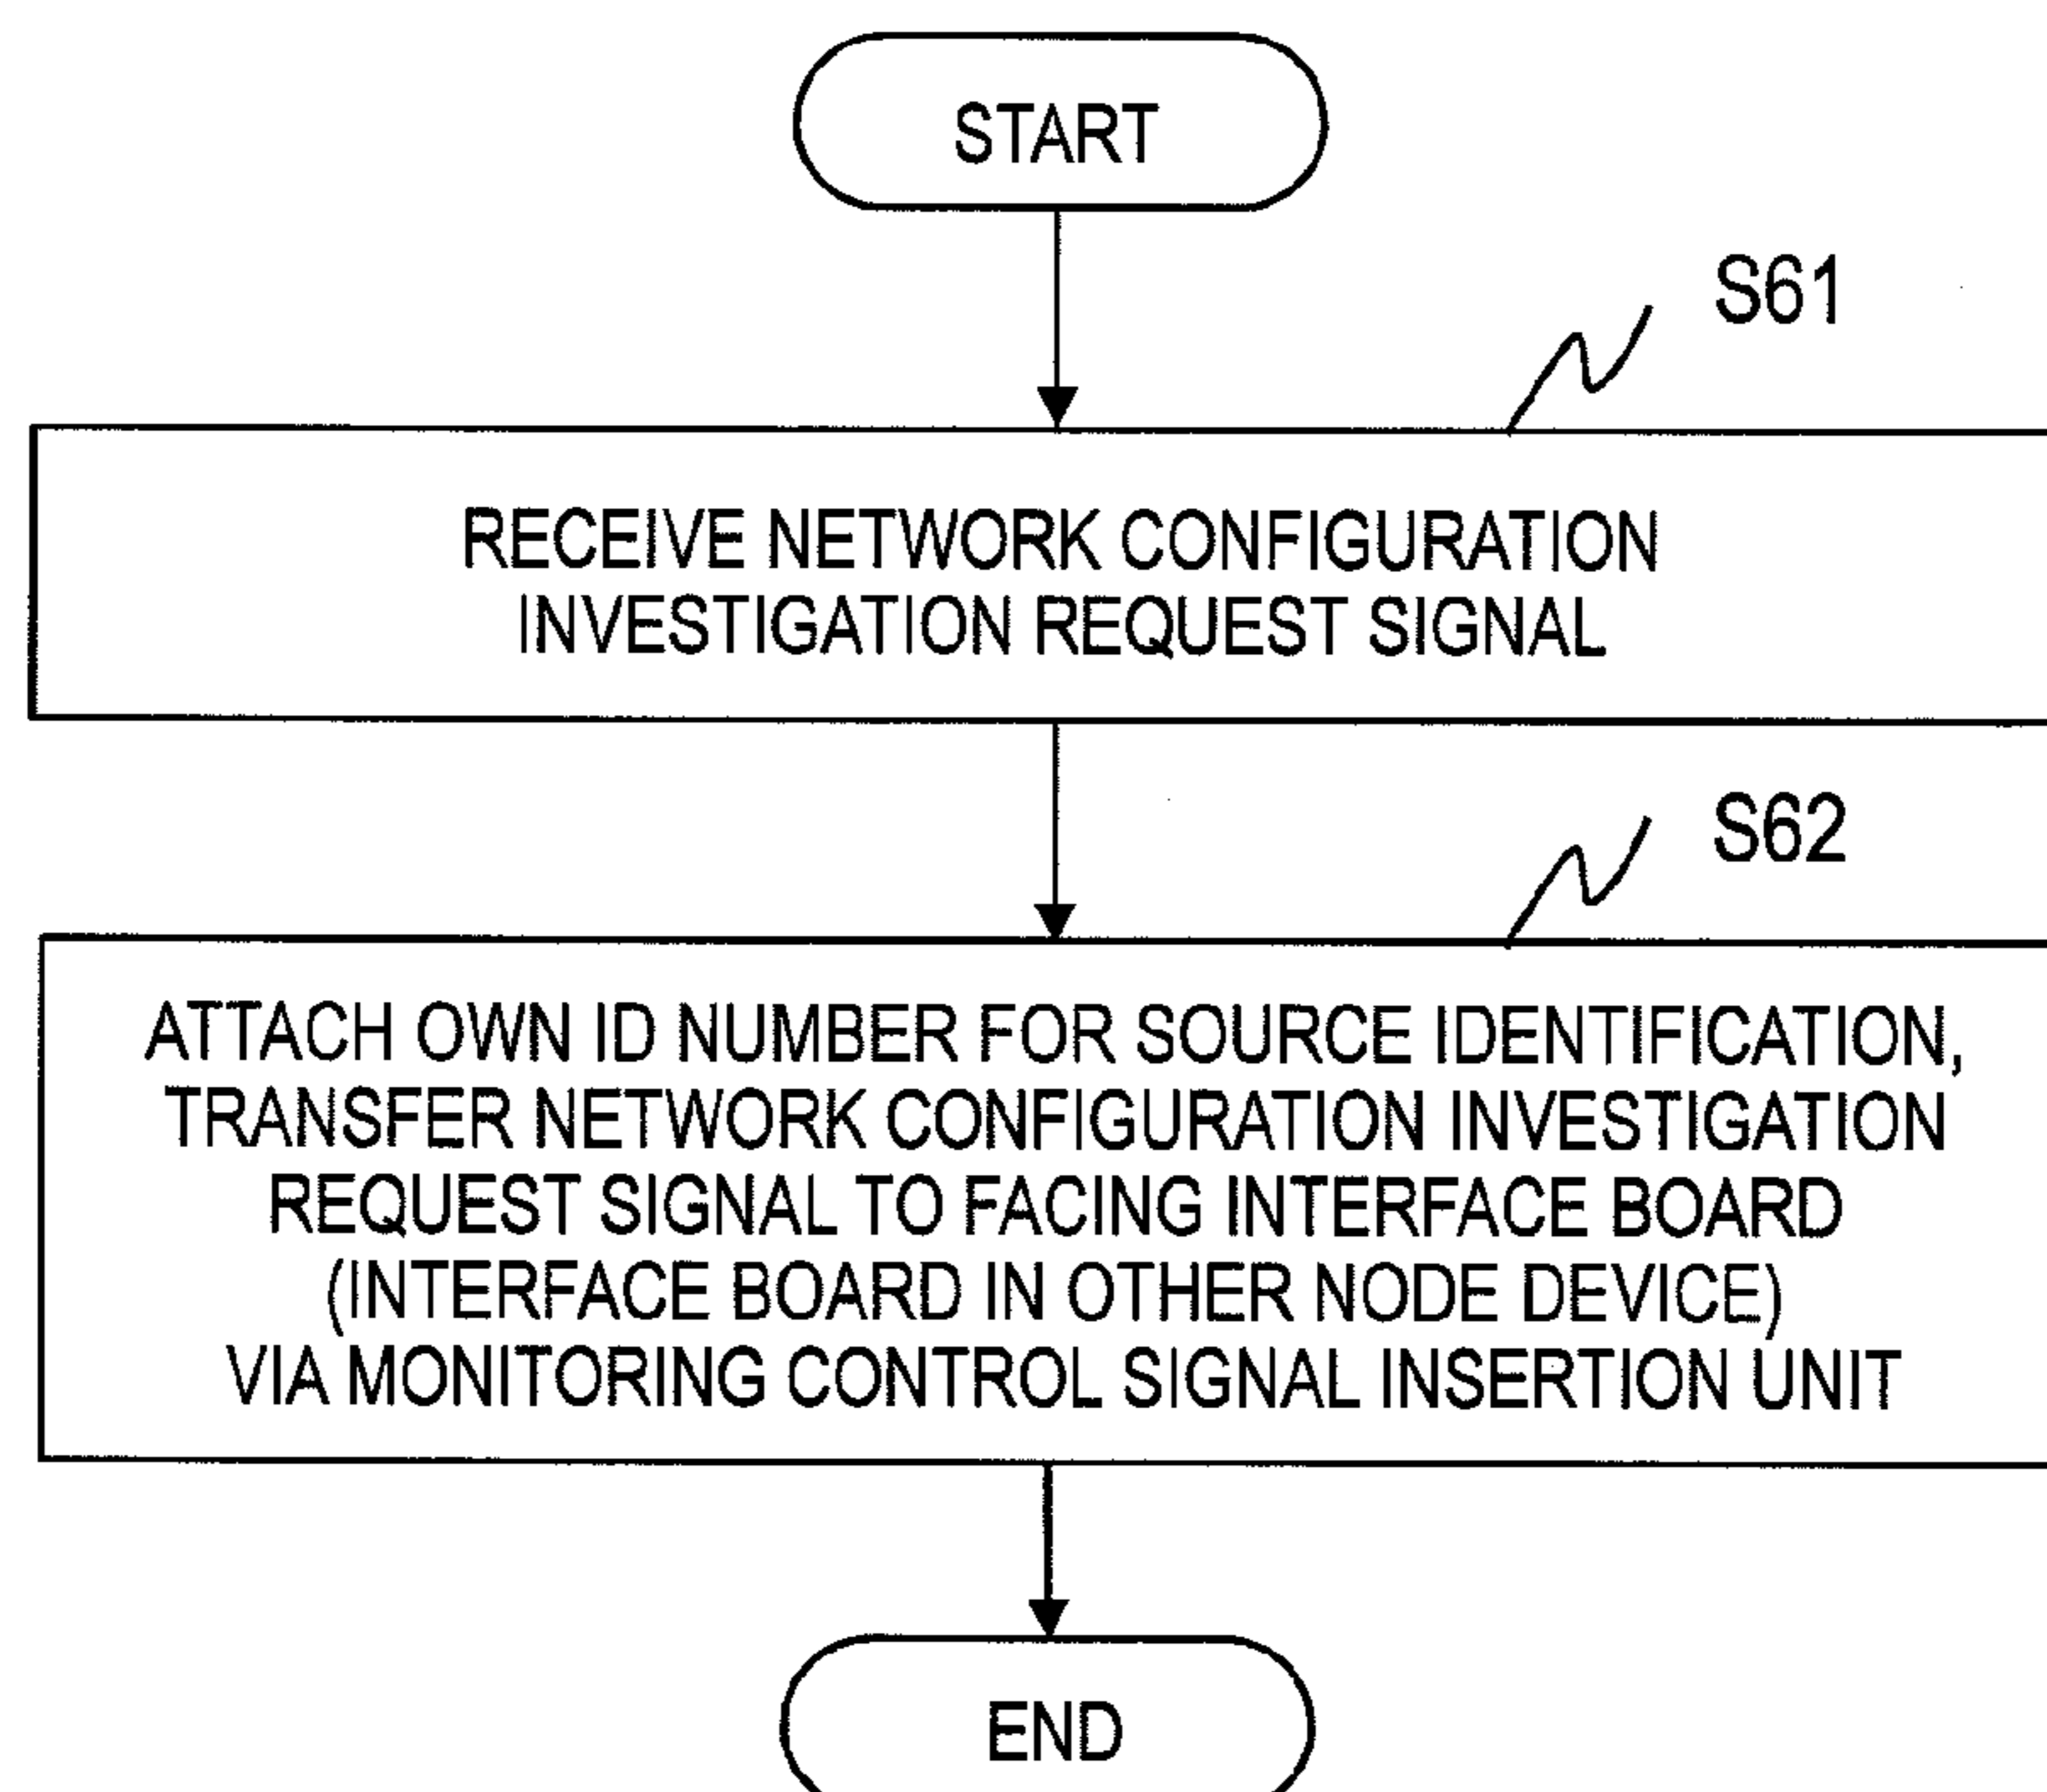 START
S61
RECEIVE NETWORK CONFIGURATION
INVESTIGATION REQUEST SIGNAL
S62
ATTACH OWN ID NUMBER FOR SOURCE IDENTIFICATION,
TRANSFER NETWORK CONFIGURATION INVESTIGATION
REQUEST SIGNAL TO FACING INTERFACE BOARD
(INTERFACE BOARD IN OTHER NODE DEVICE)
VIA MONITORING CONTROL SIGNAL INSERTION UNIT
END